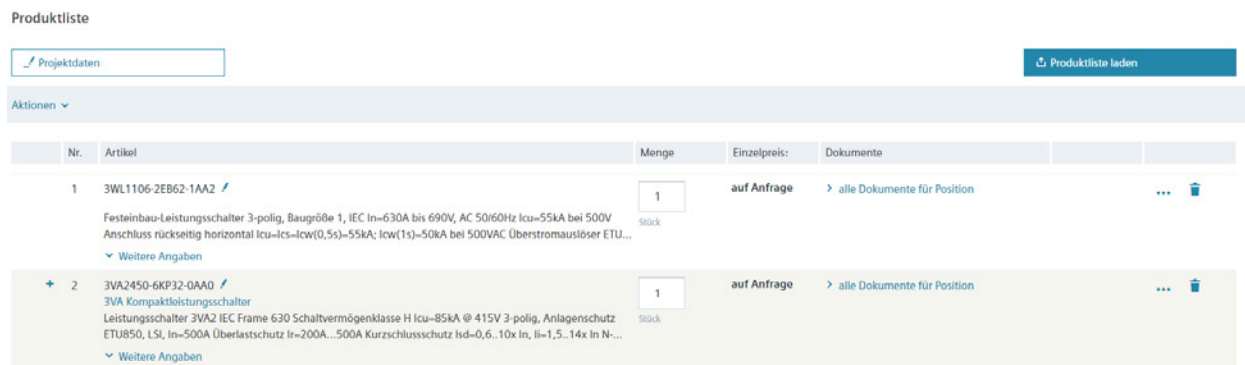 Produktliste
Projektdaten
Produktliste laden
Aktionen
Nr. Artikel Menge Einzelpreis: Dokumente
1 3WL1106-2EB62-1AA2 1 auf Anfrage alle Dokumente für Position ...
Stück
Festeinbau-Leistungsschalter 3-polig, Baugröße 1, IEC In=630A bis 690V, AC 50/60Hz Icu=55kA bei 500V
Anschluss rückseitig horizontal Icu=Ics=Icw(0,5s)=55kA; Icw(1s)=50kA bei 500VAC Überstromauslöser ETU...
Weitere Angaben
+ 2 3VA2450-6KP32-0AA0 1 auf Anfrage alle Dokumente für Position ...
3VA Kompaktleistungsschalter
Stück
Leistungsschalter 3VA2 IEC Frame 630 Schaltvermögenklasse H Icu=85kA @ 415V 3-polig, Anlagenschutz
ETU850, LSI, In=500A Überlastschutz Ir=200A...500A Kurzschlussschutz Isd=0,6..10x In, Ii=1,5..14x In N-...
Weitere Angaben